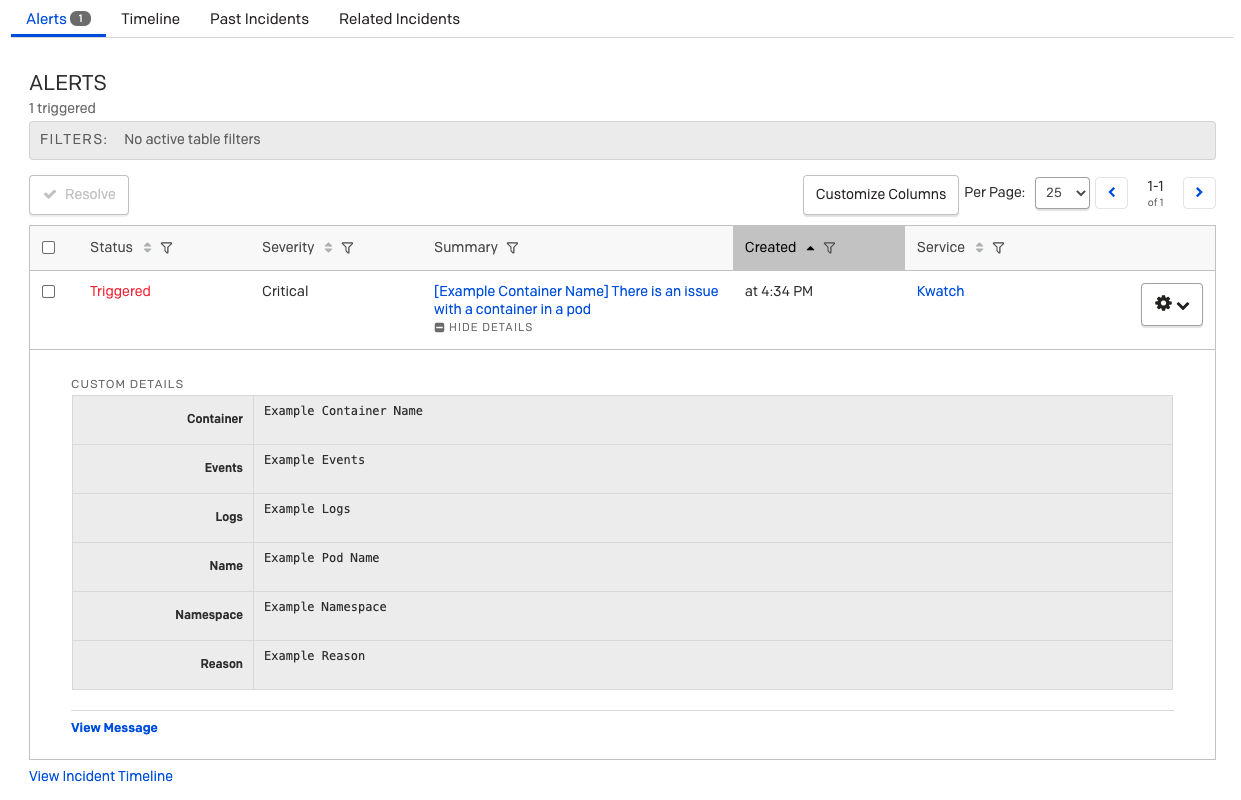 Alerts 1 Timeline Past Incidents Related Incidents
ALERTS
1 triggered
FILTERS: No active table filters
Resolve Customize Columns Per Page: 25 1-1
of 1
Status Severity Summary Created Service
Triggered Critical [Example Container Name] There is an issue at 4:34 PM Kwatch
with a container in a pod
HIDE DETAILS
CUSTOM DETAILS
Container Example Container Name
Events Example Events
Logs Example Logs
Name Example Pod Name
Namespace Example Namespace
Reason Example Reason
View Message
View Incident Timeline